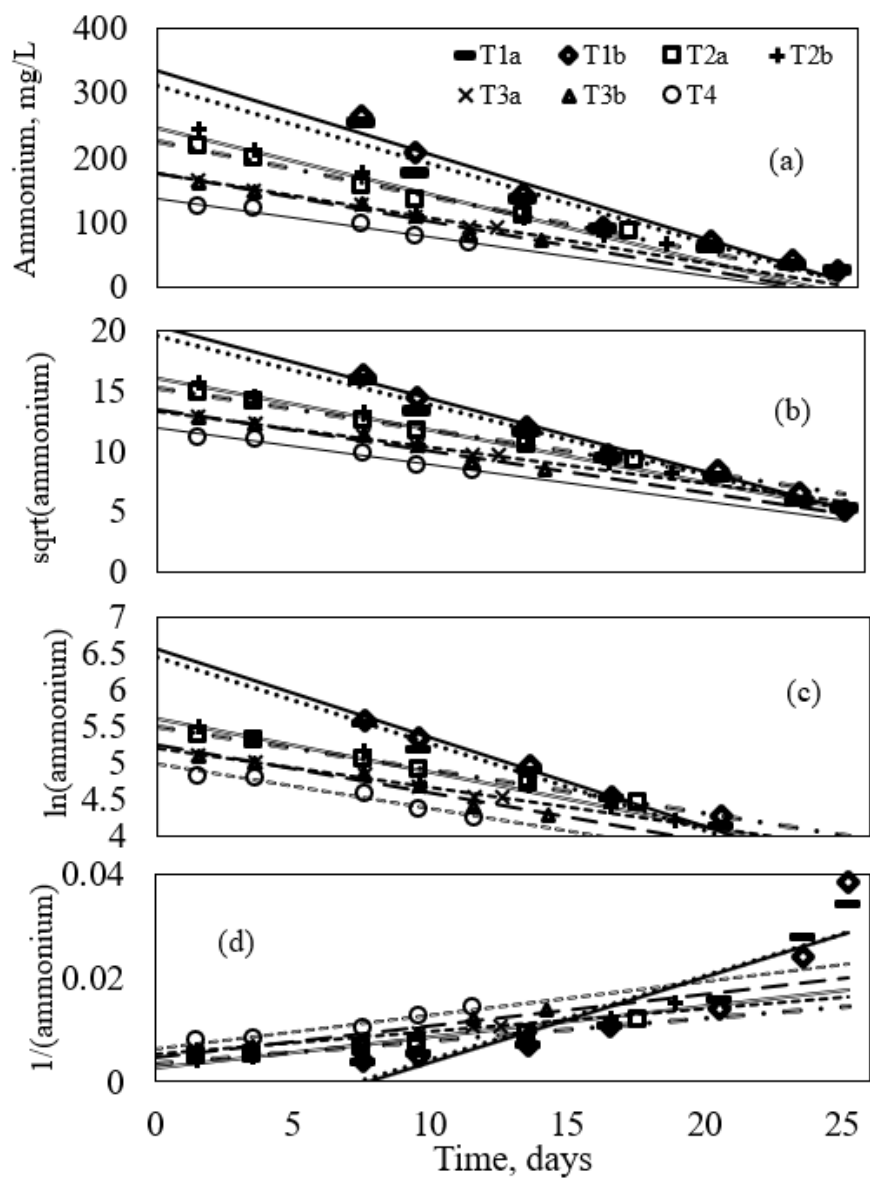 400
300
200
100
0
Ammonium, mg/L
T1a T1b T2a T2b
T3a T3b T4
(a)
20
15
10
5
0
sqrt(ammonium)
(b)
7
6.5
6
5.5
5
4.5
4
ln(ammonium)
(c)
0.04
0.02
0
1/(ammonium)
(d)
0 5 10 15 20 25
Time, days